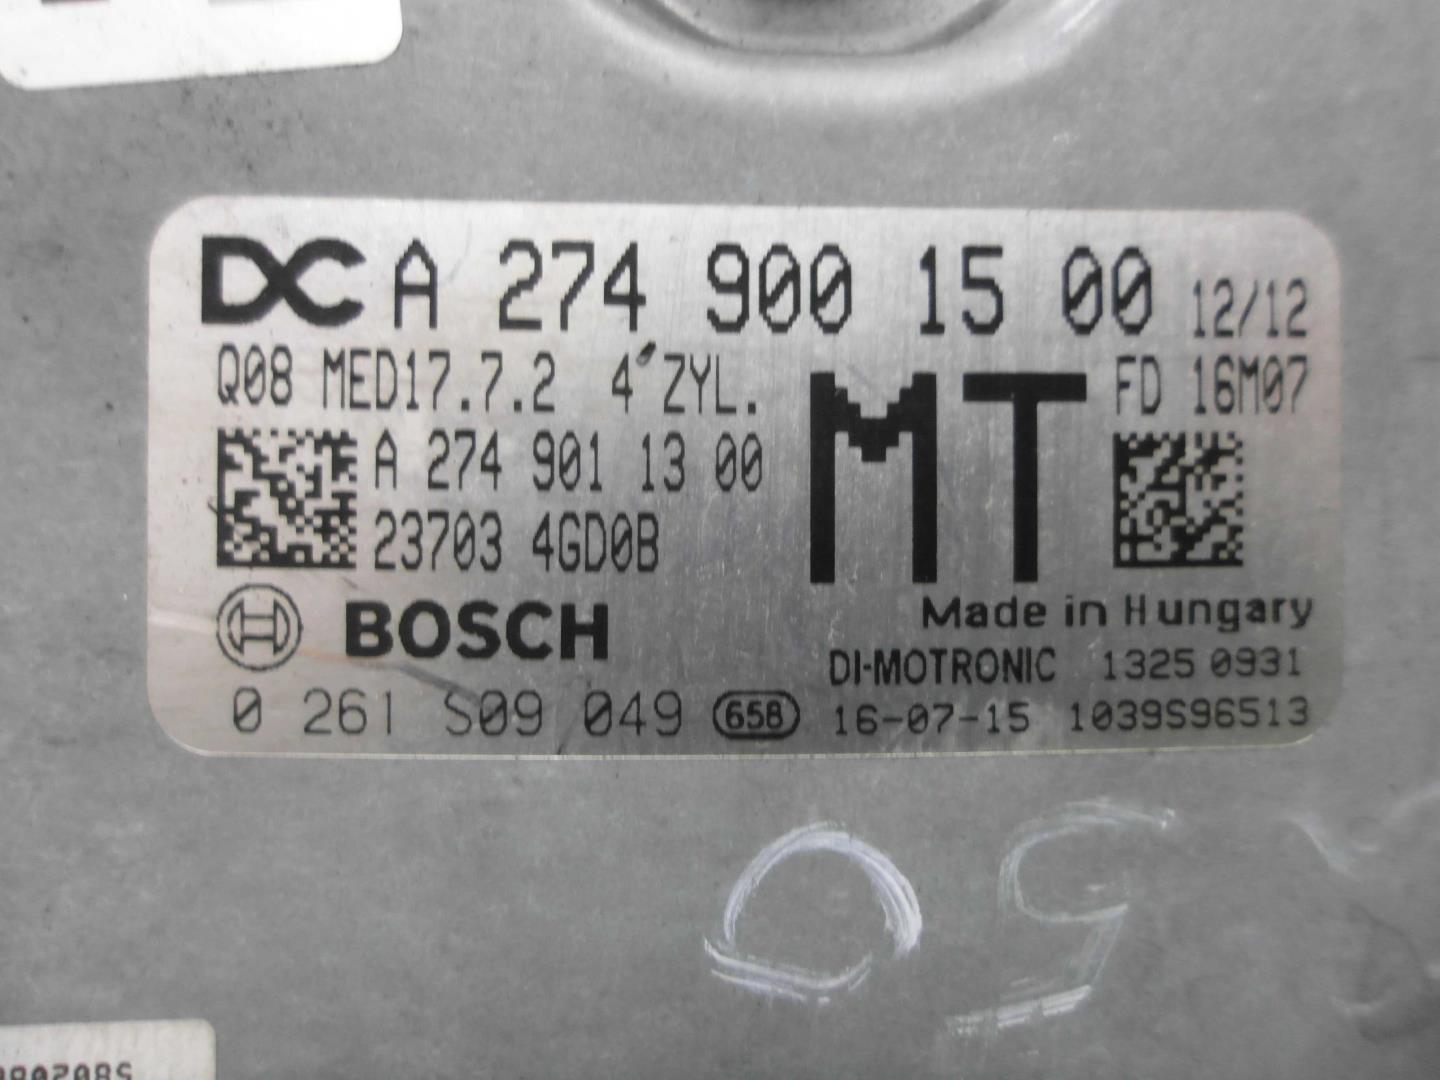 DC A 274 900 15 00 12/12
Q08 MED17.7.2 4 ZYL. MT FD 16M07
A 274 901 13 00
23703 4GD0B
BOSCH Made in Hungary
DI-MOTRONIC 1325 0931
0 261 S09 049 65B 16-07-15 1039S96513
05